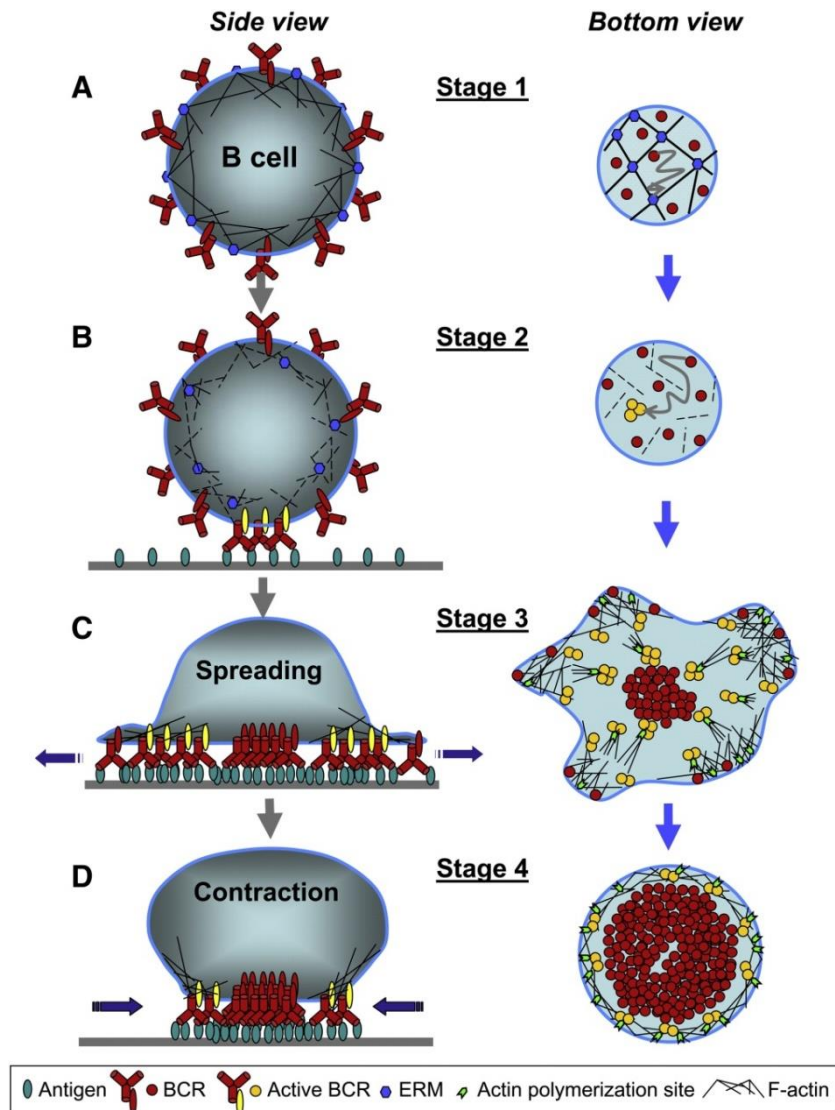 Side view
Bottom view
A
Stage 1
B cell
B
Stage 2
C
Stage 3
Spreading
D
Stage 4
Contraction
Antigen BCR Active BCR ERM Actin polymerization site F-actin